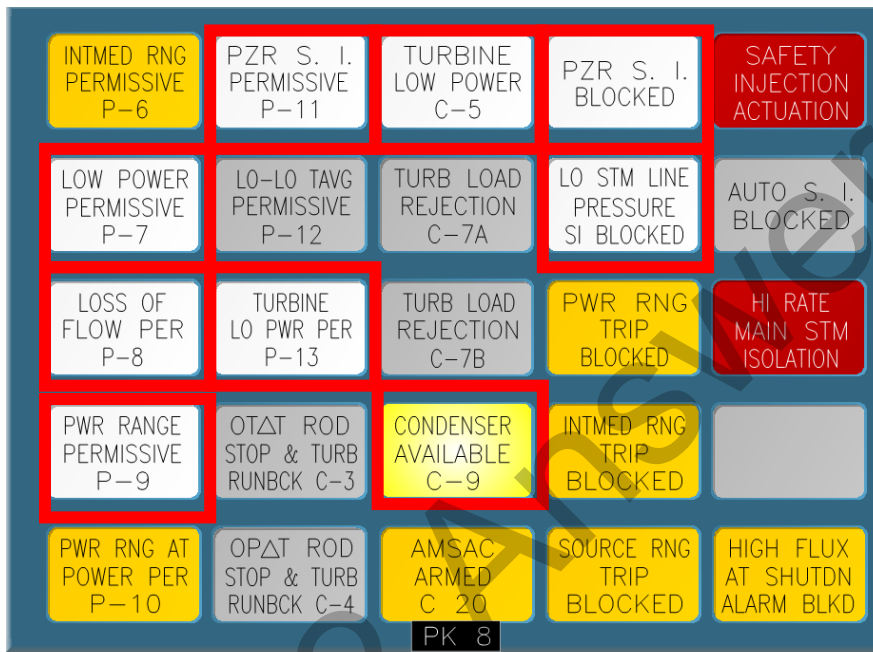 INTMED RNG
PERMISSIVE
P-6
PZR S. I.
PERMISSIVE
P-11
TURBINE
LOW POWER
C-5
PZR S. I.
BLOCKED
SAFETY
INJECTION
ACTUATION
LOW POWER
PERMISSIVE
P-7
LO-LO TAVG
PERMISSIVE
P-12
TURB LOAD
REJECTION
C-7A
LO STM LINE
PRESSURE
SI BLOCKED
AUTO S. I.
BLOCKED
LOSS OF
FLOW PER
P-8
TURBINE
LO PWR PER
P-13
TURB LOAD
REJECTION
C-7B
PWR RNG
TRIP
BLOCKED
HI RATE
MAIN STM
ISOLATION
PWR RANGE
PERMISSIVE
P-9
OT△T ROD
STOP & TURB
RUNBCK C-3
CONDENSER
AVAILABLE
C-9
INTMED RNG
TRIP
BLOCKED
PWR RNG AT
POWER PER
P-10
OP△T ROD
STOP & TURB
RUNBCK C-4
AMSAC
ARMED
C 20
SOURCE RNG
TRIP
BLOCKED
HIGH FLUX
AT SHUTDN
ALARM BLKD
PK 8